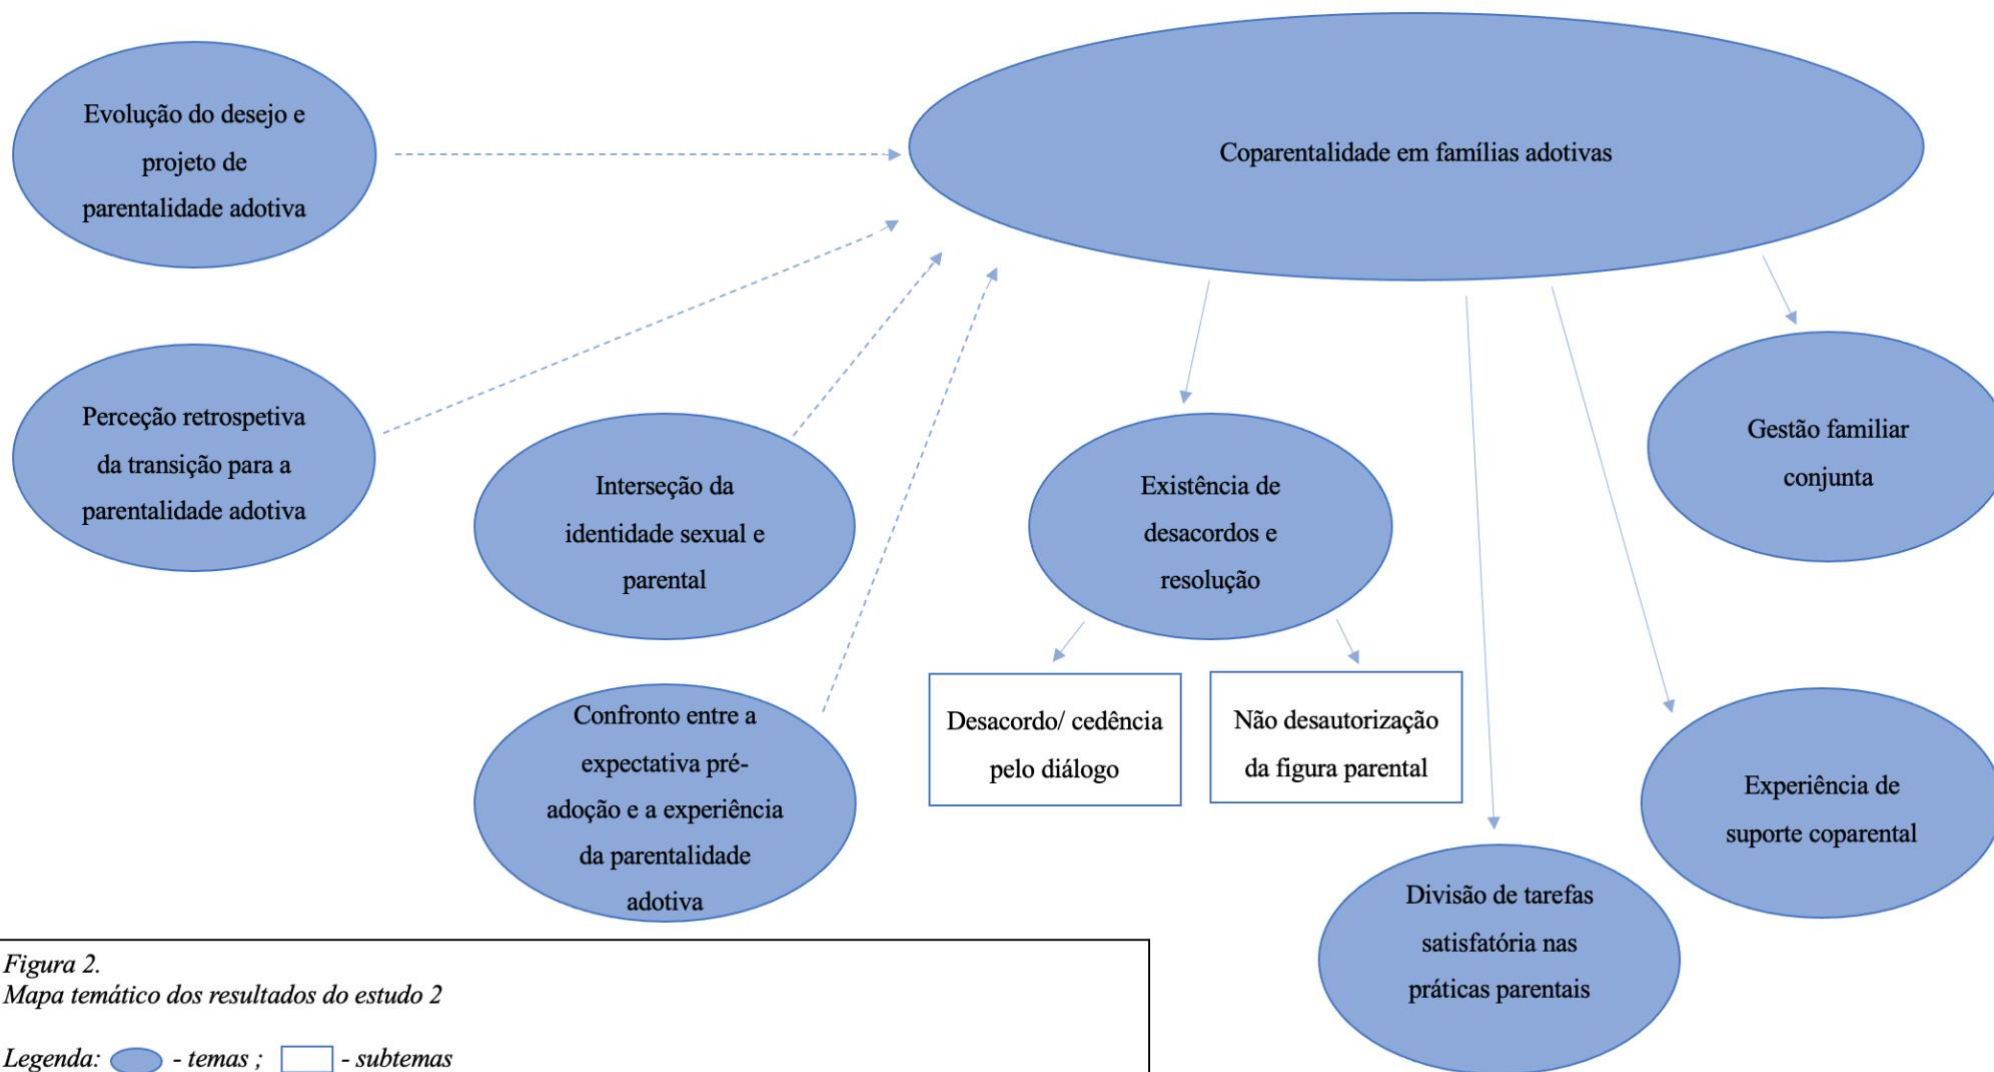 Evolução do desejo e
projeto de
parentalidade adotiva
Coparentalidade em famílias adotivas
Perceção retrospetiva
da transição para a
parentalidade adotiva
Interseção da
identidade sexual e
parental
Existência de
desacordos e
resolução
Gestão familiar
conjunta
Confronto entre a
expectativa pré-
adoção e a experiência
da parentalidade
adotiva
Desacordo/ cedência
pelo diálogo
Não desautorização
da figura parental
Experiência de
suporte coparental
Divisão de tarefas
satisfatória nas
práticas parentais
Figura 2.
Mapa temático dos resultados do estudo 2
Legenda: - temas ; - subtemas